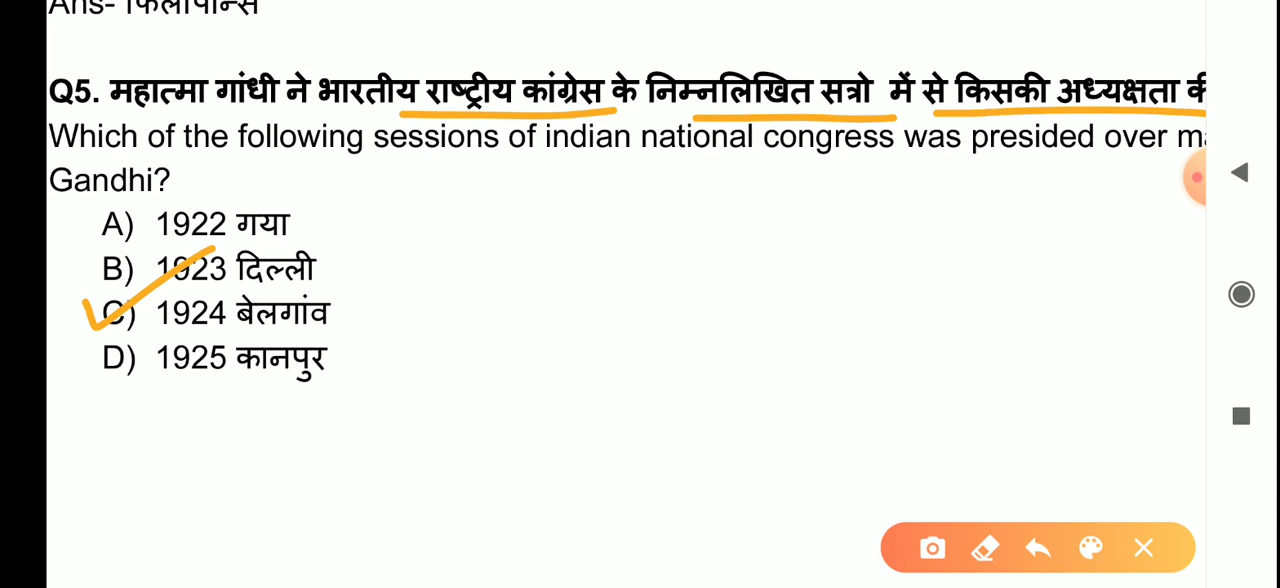 Ans- फिलीपीन्स
Q5. महात्मा गांधी ने भारतीय राष्ट्रीय कांग्रेस के निम्नलिखित सत्रो में से किसकी अध्यक्षता
Which of the following sessions of indian national congress was presided over
Gandhi?
A) 1922 गया
B) 1923 दिल्ली
C) 1924 बेलगांव
D) 1925 कानपुर